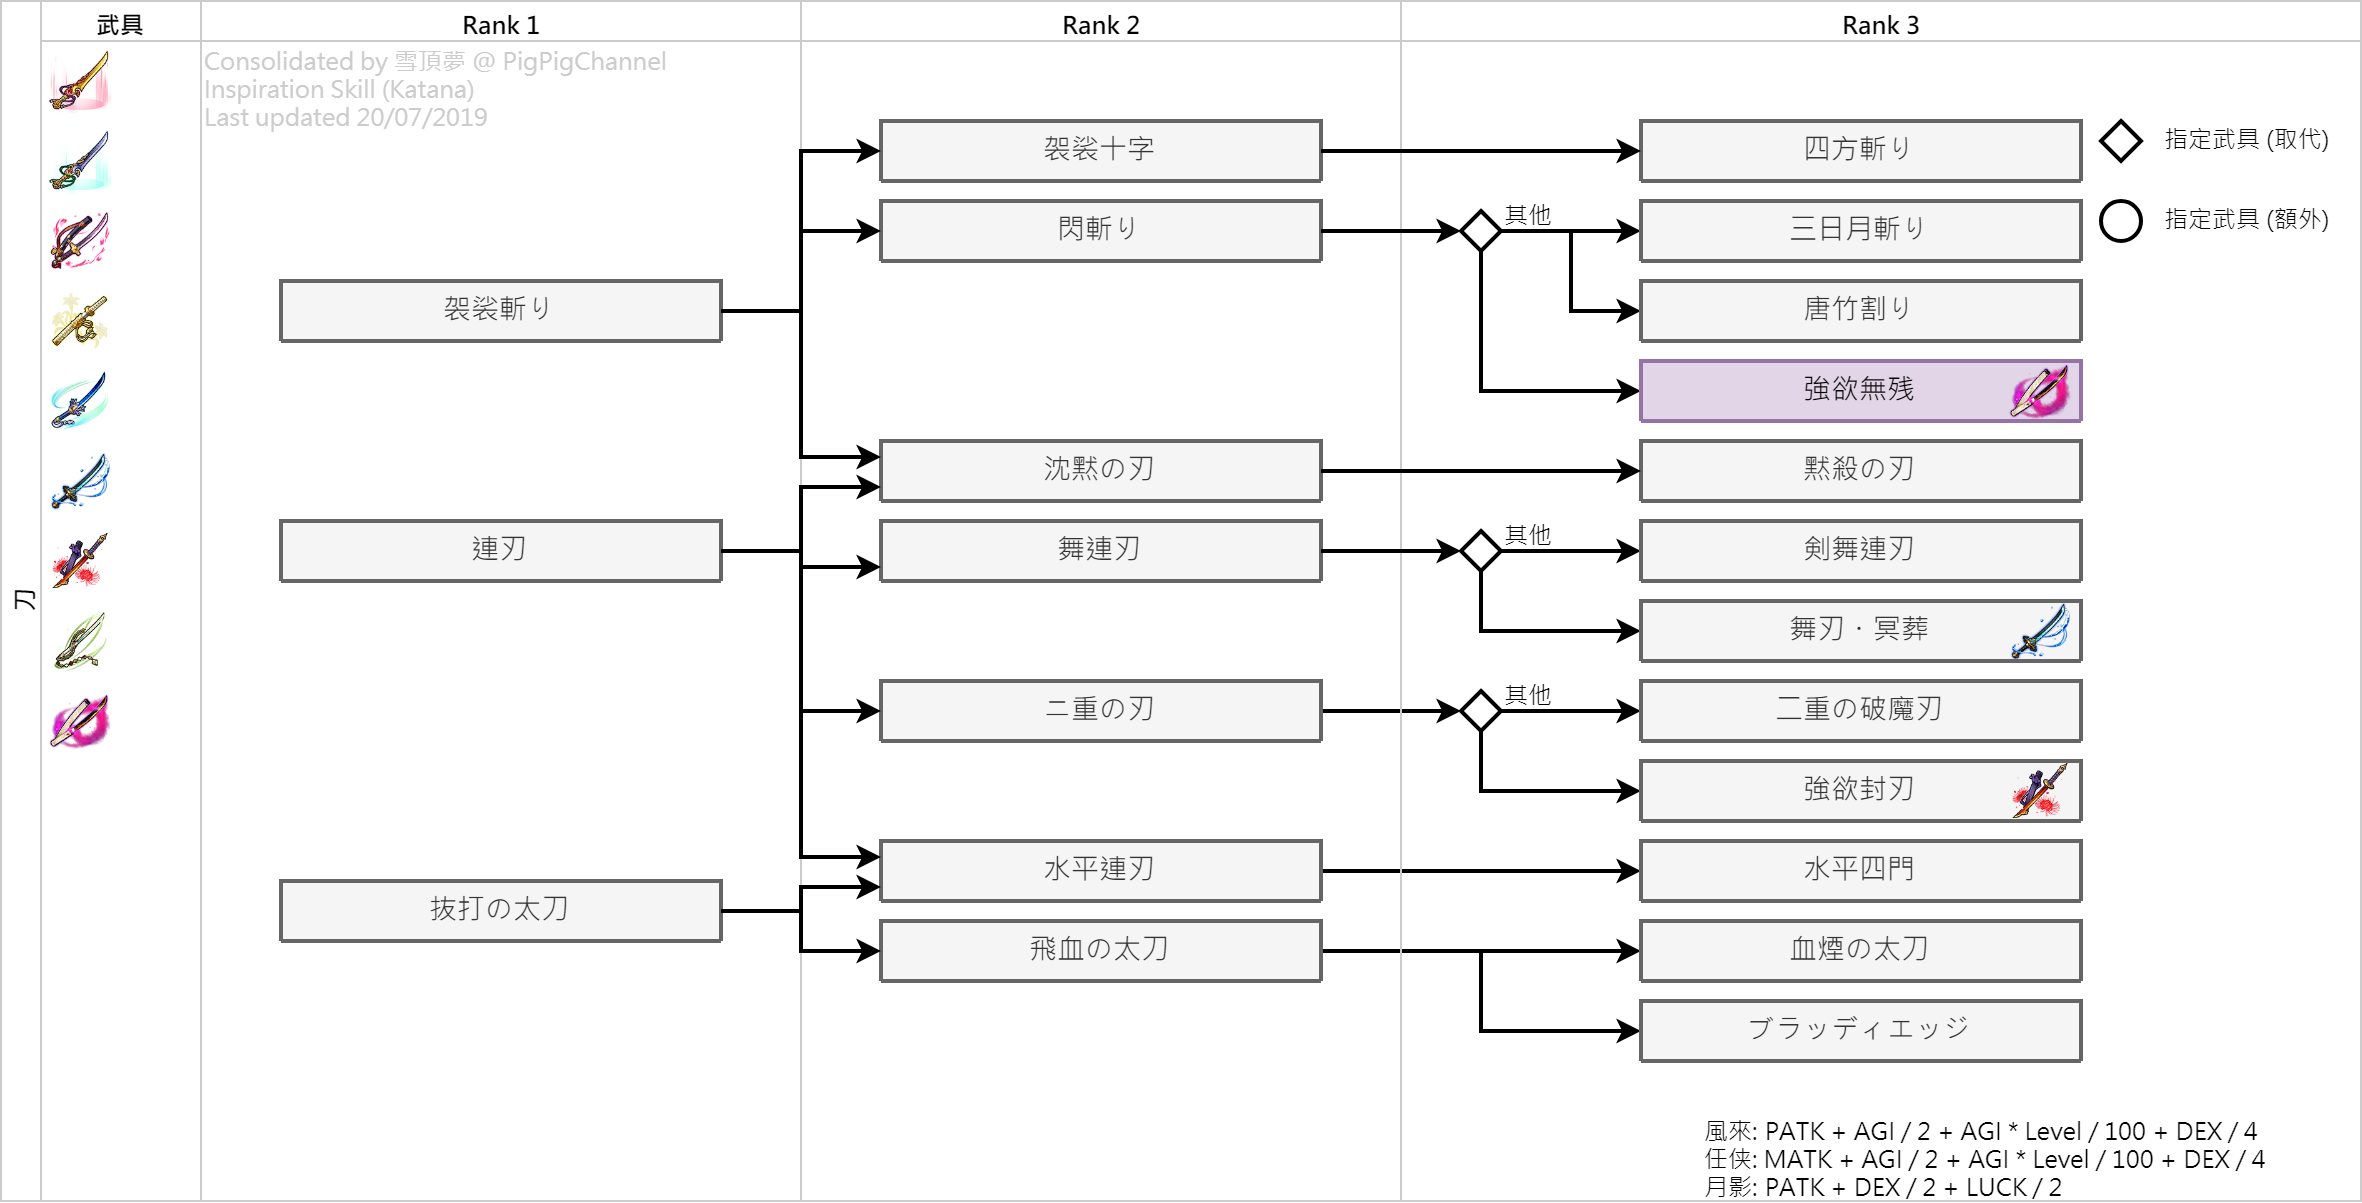 武具
Rank 1
Rank 2
Rank 3
Consolidated by 雪頂夢 @ PigPigChannel
Inspiration Skill (Katana)
Last updated 20/07/2019
刀
袈裟斬り
連刃
抜打の太刀
袈裟十字
閃斬り
沈黙の刃
舞連刃
ニ重の刃
水平連刃
飛血の太刀
其他
其他
其他
四方斬り
三日月斬り
唐竹割り
強欲無残
黙殺の刃
剣舞連刃
舞刃・冥葬
二重の破魔刃
強欲封刃
水平四門
血煙の太刀
ブラッディエッジ
指定武具 (取代)
指定武具 (額外)
風來: PATK + AGI / 2 + AGI * Level / 100 + DEX / 4
任侠: MATK + AGI / 2 + AGI * Level / 100 + DEX / 4
月影: PATK + DEX / 2 + LUCK / 2